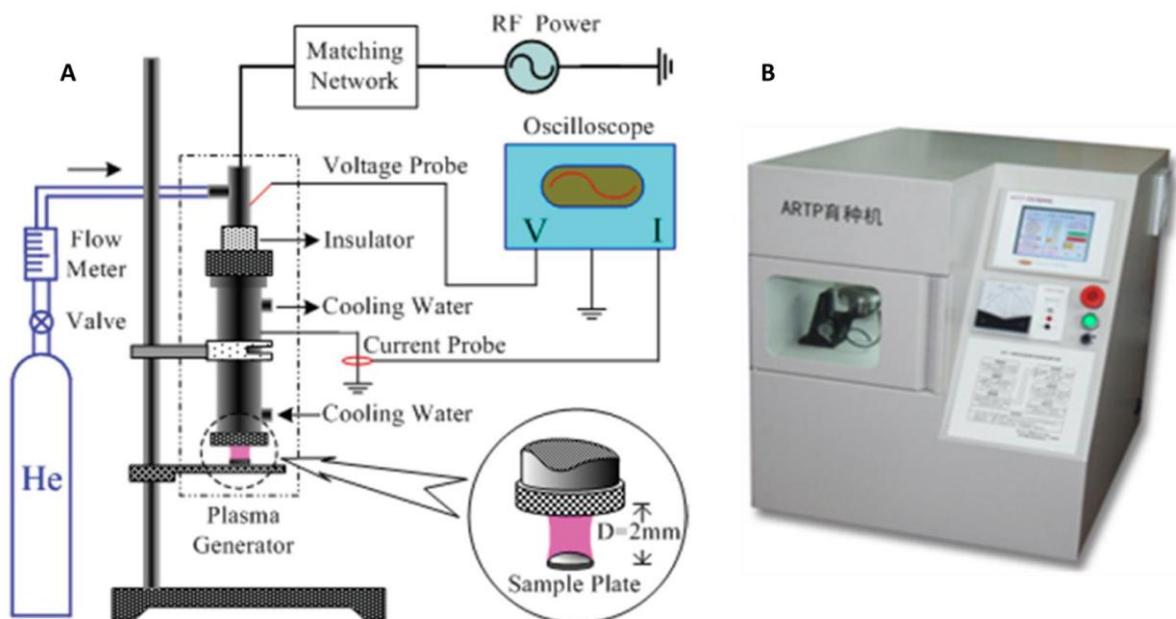 A
RF Power
Matching
Network
Oscilloscope
V
I
Voltage Probe
Insulator
Flow
Meter
Cooling Water
Valve
Current Probe
Cooling Water
He
Plasma
Generator
D=2mm
Sample Plate
B
ARTP育种机